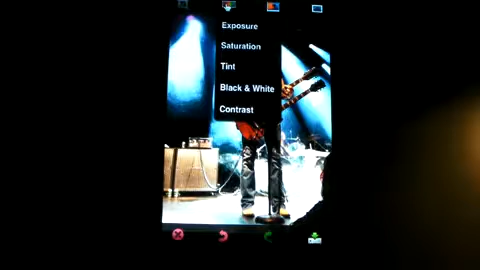 Exposure
Saturation
Tint
Black & White
Contrast